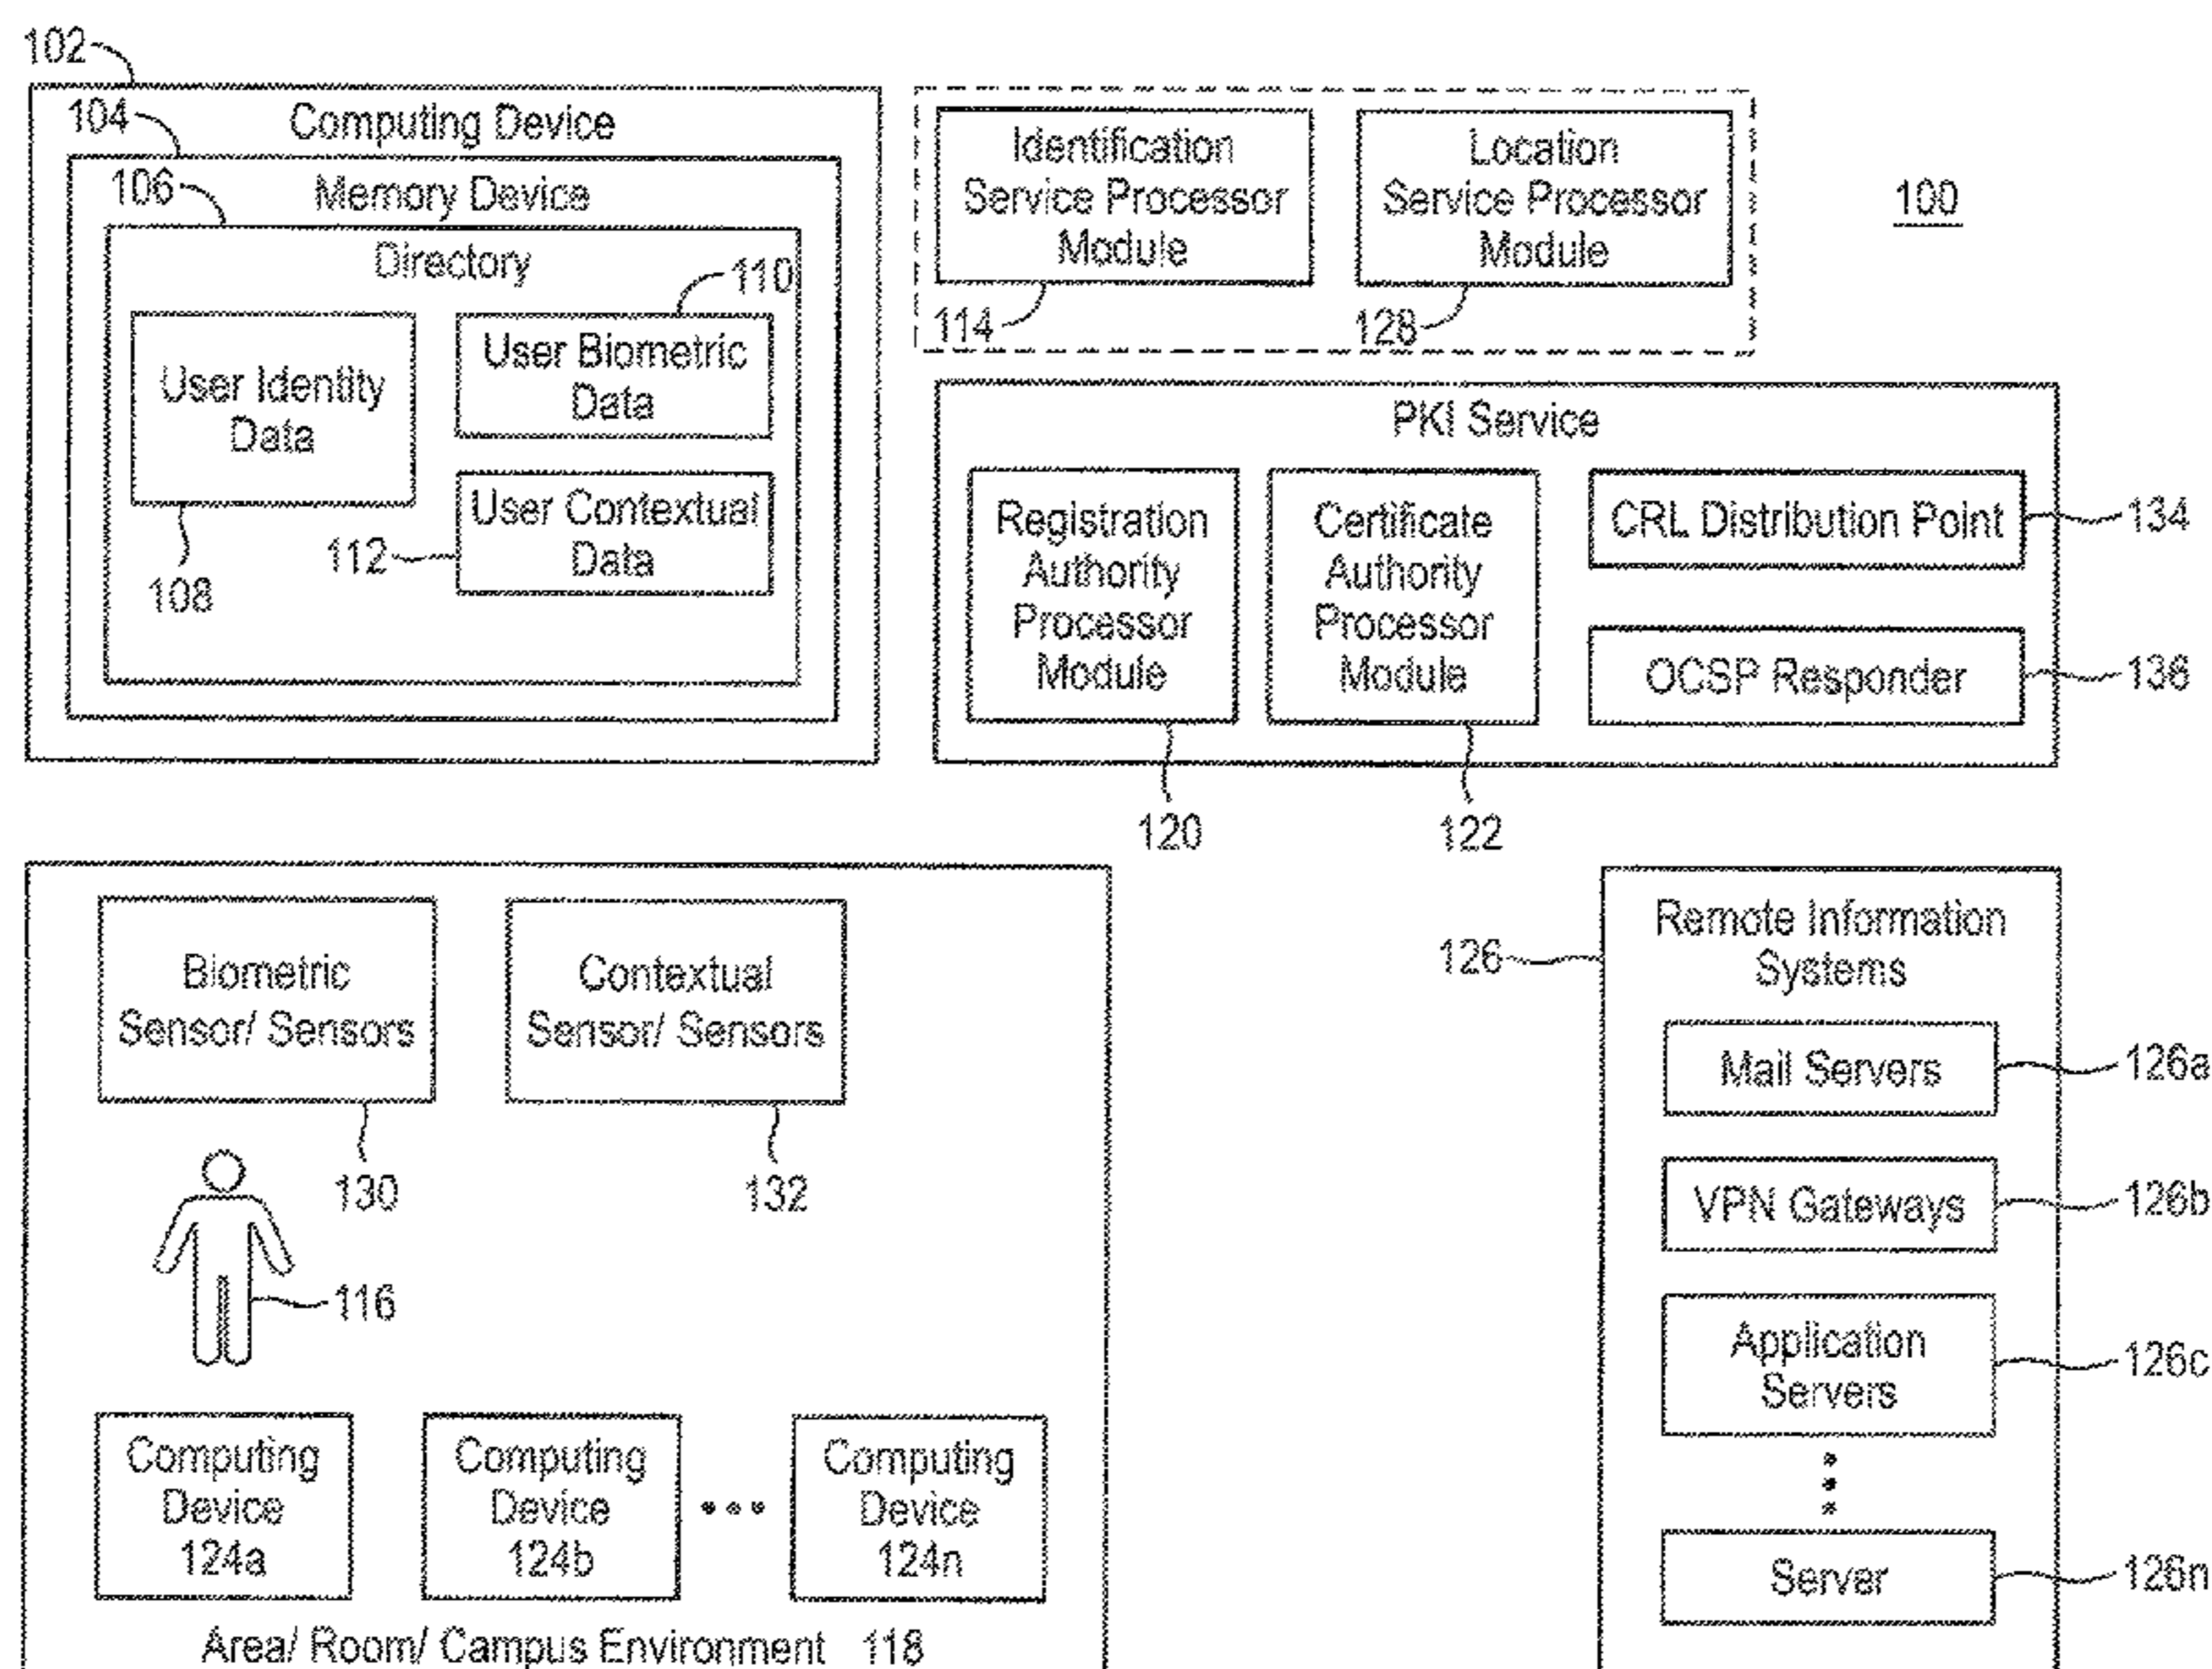 102
104
Computing Device
106
Memory Device
Directory
110
User Identity
Data
User Biometric
Data
User Contextual
Data
112
108
Identification
Service Processor
Module
Location
Service Processor
Module
114
128
100
PKI Service
Registration
Authority
Processor
Module
Certificate
Authority
Processor
Module
CRL Distribution Point
134
OCSP Responder
136
120
122
Biometric
Sensor/ Sensors
Contextual
Sensor/ Sensors
130
132
116
Computing
Device
124a
Computing
Device
124b
Computing
Device
124n
Area/ Room/ Campus Environment 118
Remote Information
Systems
126
Mail Servers
126a
VPN Gateways
126b
Application
Servers
126c
Server
126n